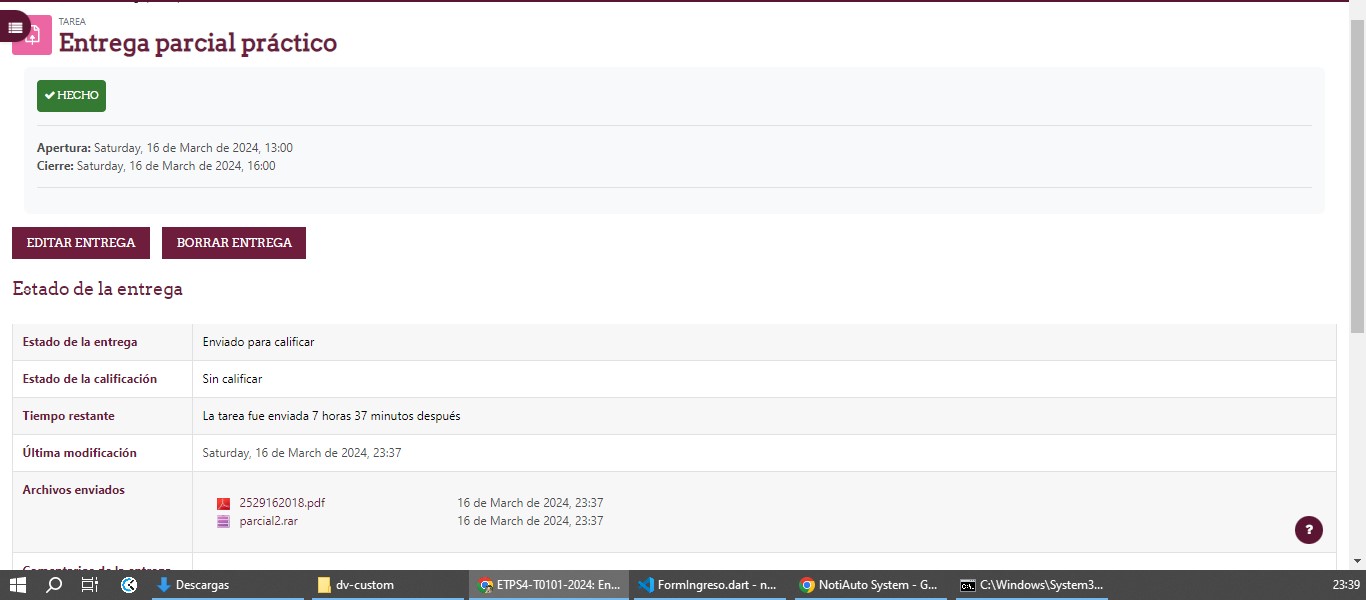 TAREA
Entrega parcial práctico
HECHO
Apertura: Saturday, 16 de March de 2024, 13:00
Cierre: Saturday, 16 de March de 2024, 16:00
EDITAR ENTREGA BORRAR ENTREGA
Estado de la entrega
Estado de la entrega Enviado para calificar
Estado de la calificación Sin calificar
Tiempo restante La tarea fue enviada 7 horas 37 minutos después
Última modificación Saturday, 16 de March de 2024, 23:37
Archivos enviados
2529162018.pdf 16 de March de 2024, 23:37
parcial2.rar 16 de March de 2024, 23:37
?
Comentarios de la entrega
Descargas dv-custom ETPS4-T0101-2024: En... FormIngreso.dart - n... NotiAuto System - G... C:\Windows\System3... 23:39